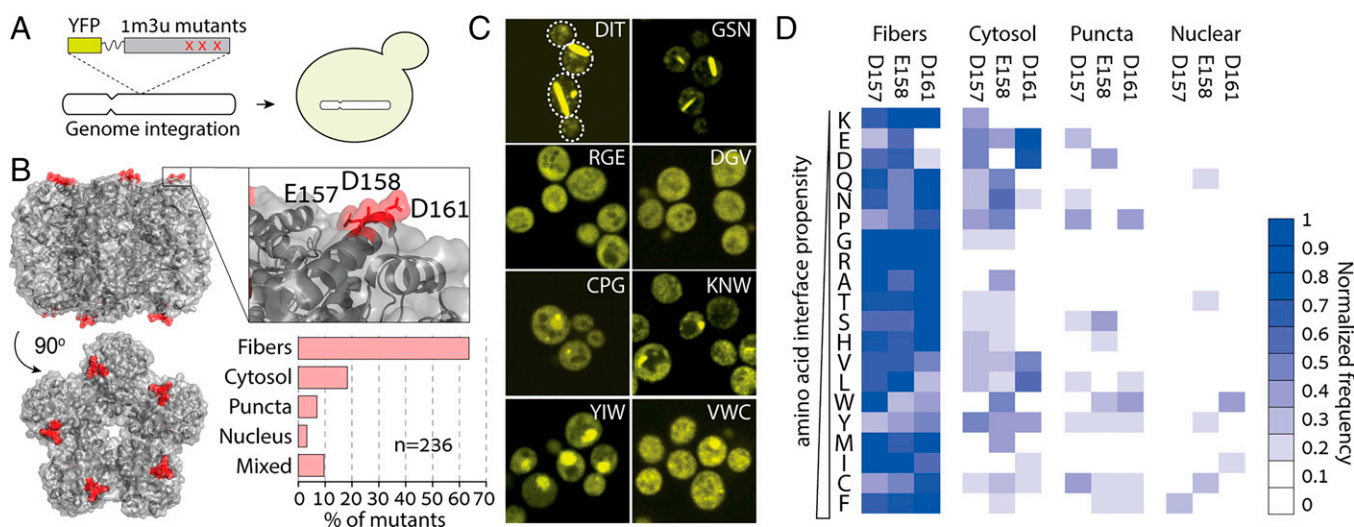 A
YFP
1m3u mutants
x x x
Genome integration
B
E157
D158
D161
90°
Fibers
Cytosol
Puncta
Nucleus
Mixed
n=236
0 10 20 30 40 50 60 70
% of mutants
C
DIT
GSN
RGE
DGV
CPG
KNW
YIW
VWC
D
Fibers Cytosol Puncta Nuclear
D157 E158 D161 D157 E158 D161 D157 E158 D161 D157 E158 D161
amino acid interface propensity
K
E
D
Q
N
P
G
R
A
T
S
H
V
L
W
Y
M
I
C
F
1
0.9
0.8
0.7
0.6
0.5
0.4
0.3
0.2
0.1
0
Normalized frequency